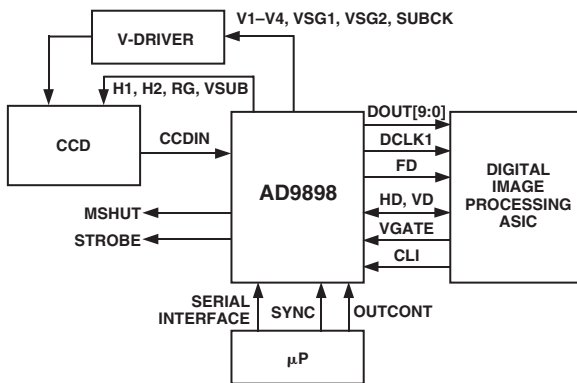 V1–V4, VSG1, VSG2, SUBCK
V-DRIVER
H1, H2, RG, VSUB
DOUT[9:0]
CCD
CCDIN
DCLK1
FD
AD9898
DIGITAL
IMAGE
PROCESSING
ASIC
HD, VD
MSHUT
VGATE
STROBE
CLI
SERIAL
INTERFACE
SYNC
OUTCONT
μP